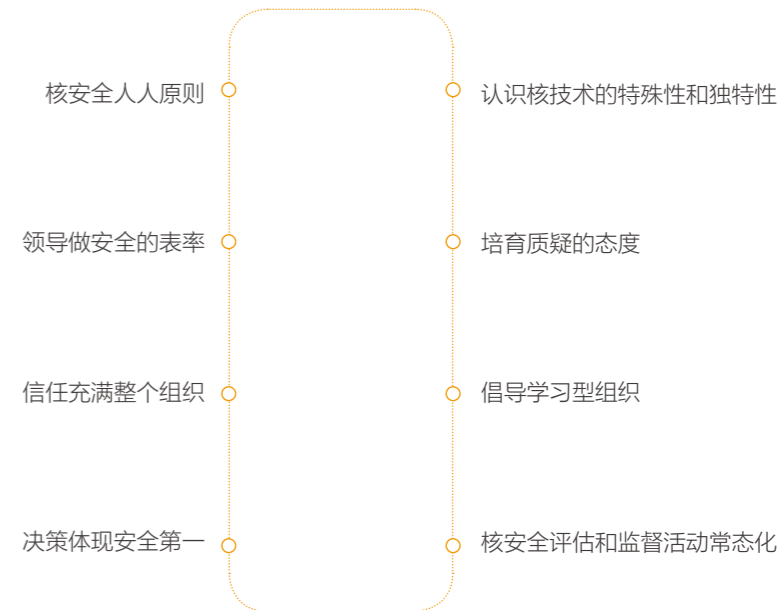 核安全人人原则
领导做安全的表率
信任充满整个组织
决策体现安全第一
认识核技术的特殊性和独特性
培育质疑的态度
倡导学习型组织
核安全评估和监督活动常态化